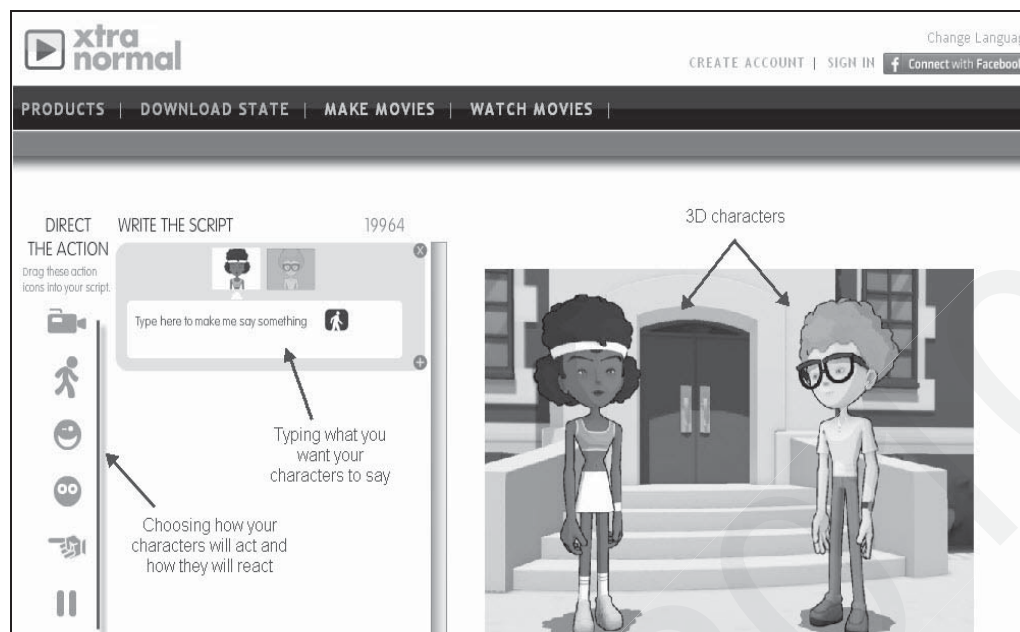 xtra
normal
Change Languag
CREATE ACCOUNT | SIGN IN f Connect with Facebook
PRODUCTS | DOWNLOAD STATE | MAKE MOVIES | WATCH MOVIES |
DIRECT
THE ACTION
Drag these action
icons into your script.
WRITE THE SCRIPT 19964
Type here to make me say something
Typing what you
want your
characters to say
Choosing how your
characters will act and
how they will react
3D characters